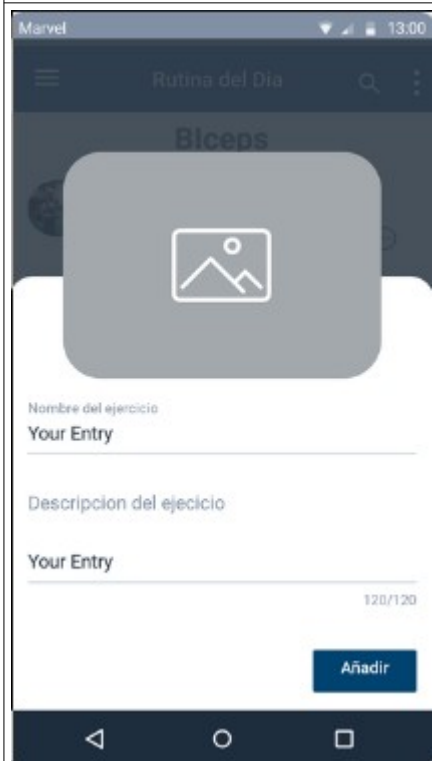 Marvel 13:00
Rutina del Dia
Biceps
Nombre del ejercicio
Your Entry
Descripcion del ejecicio
Your Entry
120/120
Añadir